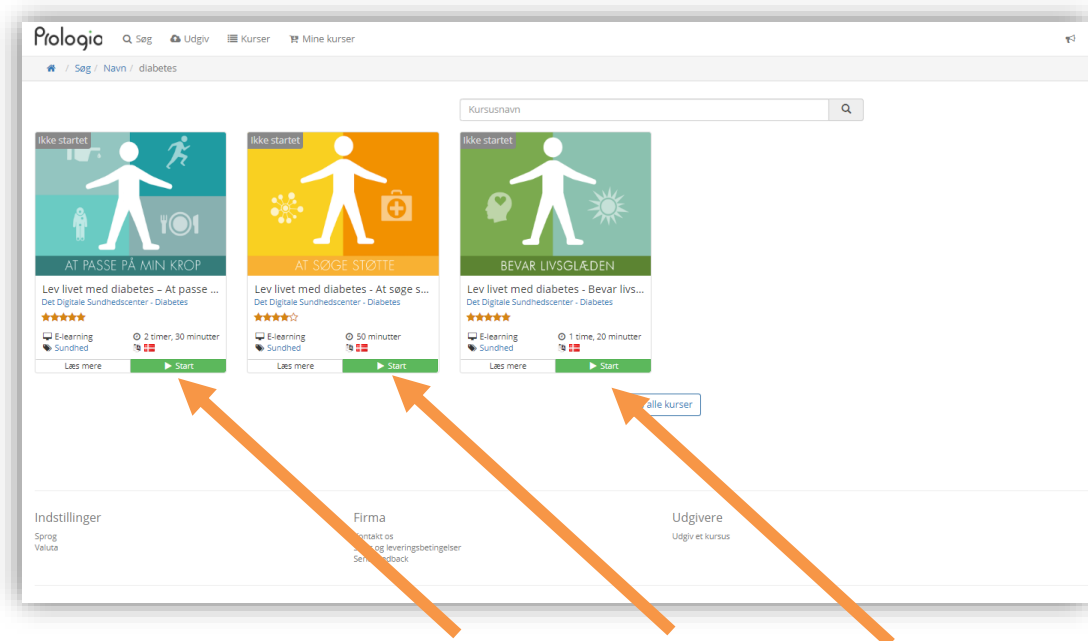 Prologio Søg Udgiv Kurser Mine kurser
/ Søg / Navn / diabetes
Kursusnavn
Ikke startet
AT PASSE PÅ MIN KROP
Lev livet med diabetes – At passe ...
Det Digitale Sundhedscenter - Diabetes
E-learning 2 timer, 30 minutter
Sundhed
Læs mere Start
Ikke startet
AT SØGE STØTTE
Lev livet med diabetes - At søge s...
Det Digitale Sundhedscenter - Diabetes
E-learning 50 minutter
Sundhed
Læs mere Start
Ikke startet
BEVAR LIVSGLÆDEN
Lev livet med diabetes - Bevar livs...
Det Digitale Sundhedscenter - Diabetes
E-learning 1 time, 20 minutter
Sundhed
Læs mere Start
alle kurser
Indstillinger
Sprog
Valuta
Firma
Kontakt os
og leveringsbetingelser
Udgivere
Udgiv et kursus